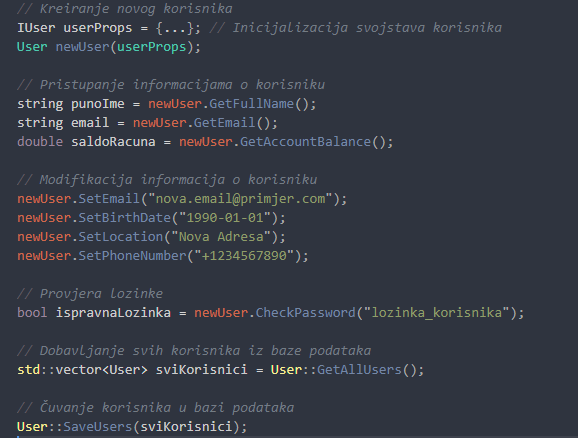 // Kreiranje novog korisnika
IUser userProps = {...}; // Inicijalizacija svojstava korisnika
User newUser(userProps);
// Pristupanje informacijama o korisniku
string punoIme = newUser.GetFullName();
string email = newUser.GetEmail();
double saldoRacuna = newUser.GetAccountBalance();
// Modifikacija informacija o korisniku
newUser.SetEmail("nova.email@primjer.com");
newUser.SetBirthDate("1990-01-01");
newUser.SetLocation("Nova Adresa");
newUser.SetPhoneNumber("+1234567890");
// Provjera lozinke
bool ispravnaLozinka = newUser.CheckPassword("lozinka_korisnika");
// Dobavljanje svih korisnika iz baze podataka
std::vector<User> sviKorisnici = User::GetAllUsers();
// Čuvanje korisnika u bazi podataka
User::SaveUsers(sviKorisnici);